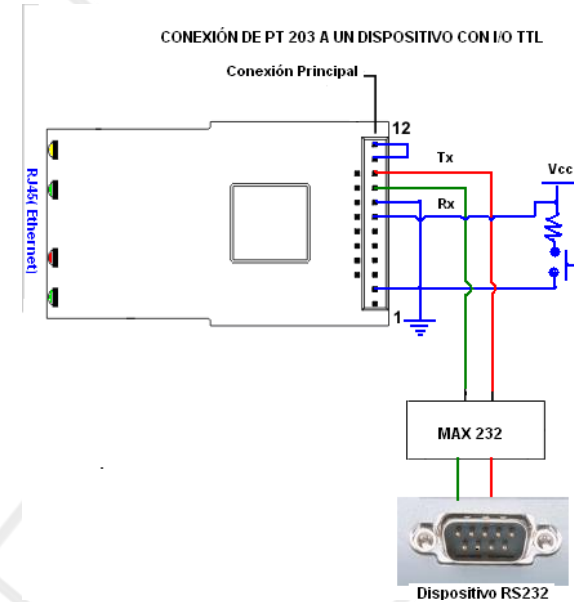 CONEXIÓN DE PT 203 A UN DISPOSITIVO CON I/O TTL
Conexión Principal
12
Tx
Vcc
RJ45( Ethernet)
Rx
1
MAX 232
Dispositivo RS232